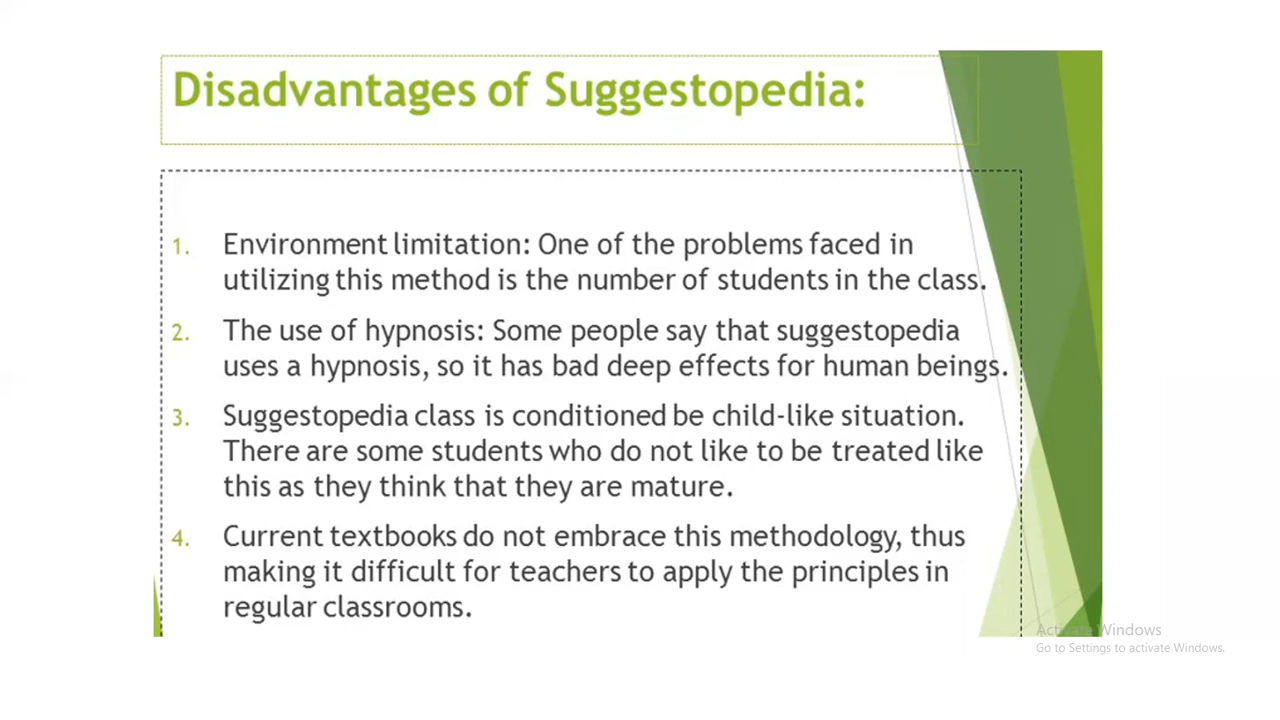 Disadvantages of Suggestopedia:
1. Environment limitation: One of the problems faced in
utilizing this method is the number of students in the class.
2. The use of hypnosis: Some people say that suggestopedia
uses a hypnosis, so it has bad deep effects for human beings.
3. Suggestopedia class is conditioned be child-like situation.
There are some students who do not like to be treated like
this as they think that they are mature.
4. Current textbooks do not embrace this methodology, thus
making it difficult for teachers to apply the principles in
regular classrooms.
Activate Windows
Go to Settings to activate Windows.